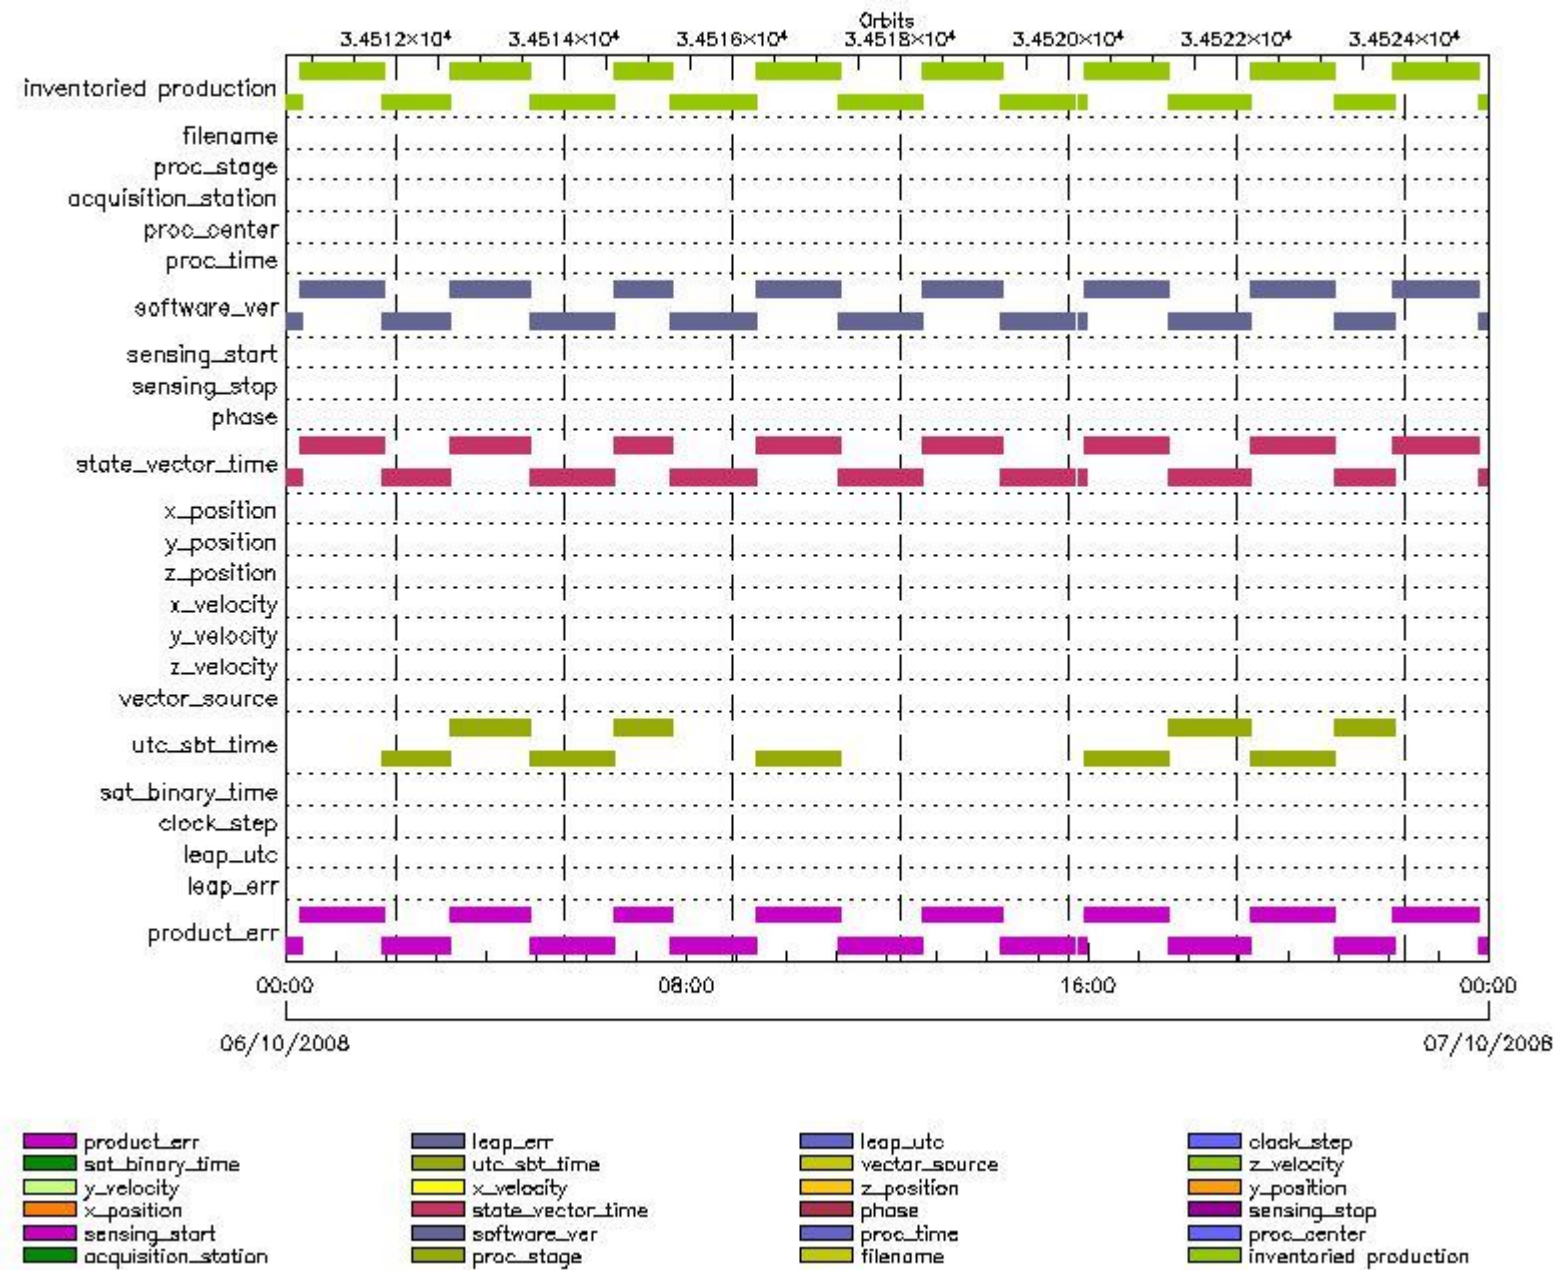 Orbits
3.4512×10⁴ 3.4514×10⁴ 3.4516×10⁴ 3.4518×10⁴ 3.4520×10⁴ 3.4522×10⁴ 3.4524×10⁴
inventoried production
filename
proc_stage
acquisition_station
proc_center
proc_time
software_ver
sensing_start
sensing_stop
phase
state_vector_time
x_position
y_position
z_position
x_velocity
y_velocity
z_velocity
vector_source
utc_sbt_time
sat_binary_time
clock_step
leap_utc
leap_err
product_err
00:00 08:00 16:00 00:00
06/10/2008 07/10/2008
product_err leap_err leap_utc clock_step
sat_binary_time utc_sbt_time vector_source z_velocity
y_velocity x_velocity z_position y_position
x_position state_vector_time phase sensing_stop
sensing_start software_ver proc_time proc_center
acquisition_station proc_stage filename inventoried production